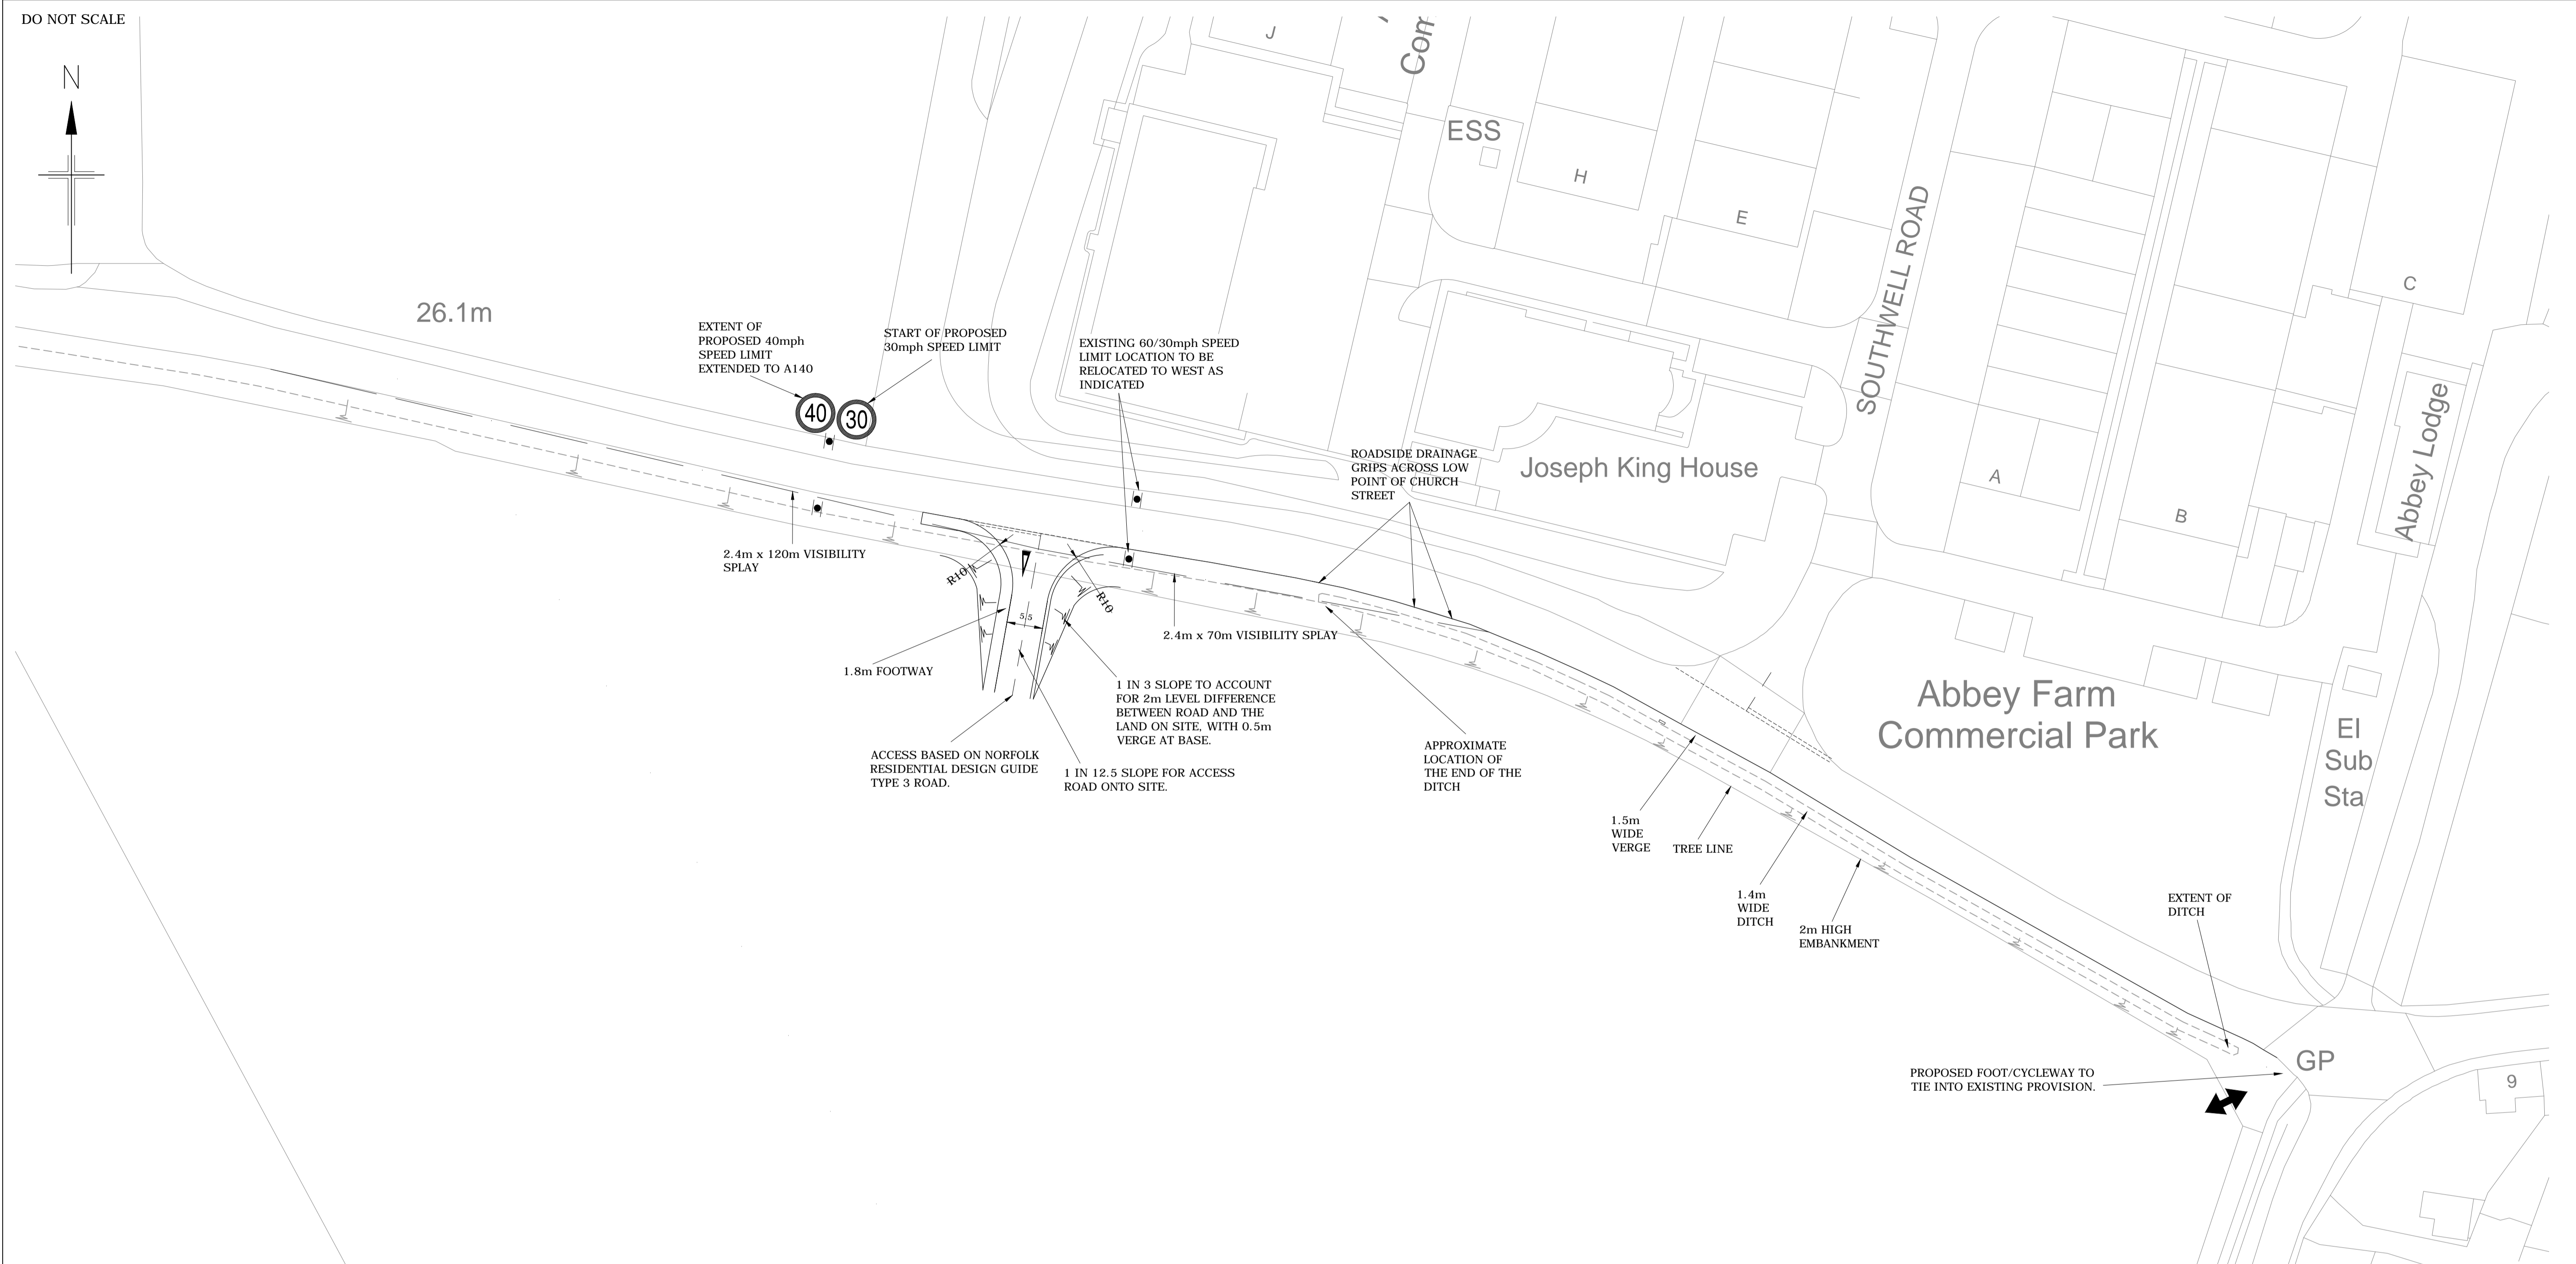 DO NOT SCALE
N
J
Com
ESS
H
E
SOUTHWELL ROAD
C
26.1m
EXTENT OF
PROPOSED 40mph
SPEED LIMIT
EXTENDED TO A140
START OF PROPOSED
30mph SPEED LIMIT
EXISTING 60/30mph SPEED
LIMIT LOCATION TO BE
RELOCATED TO WEST AS
INDICATED
40
30
ROADSIDE DRAINAGE
GRIPS ACROSS LOW
POINT OF CHURCH
STREET
Joseph King House
A
B
Abbey Lodge
2.4m x 120m VISIBILITY
SPLAY
R10
R10
5.5
2.4m x 70m VISIBILITY SPLAY
1.8m FOOTWAY
1 IN 3 SLOPE TO ACCOUNT
FOR 2m LEVEL DIFFERENCE
BETWEEN ROAD AND THE
LAND ON SITE, WITH 0.5m
VERGE AT BASE.
ACCESS BASED ON NORFOLK
RESIDENTIAL DESIGN GUIDE
TYPE 3 ROAD.
1 IN 12.5 SLOPE FOR ACCESS
ROAD ONTO SITE.
APPROXIMATE
LOCATION OF
THE END OF THE
DITCH
Abbey Farm
Commercial Park
El
Sub
Sta
1.5m
WIDE
VERGE
TREE LINE
1.4m
WIDE
DITCH
2m HIGH
EMBANKMENT
EXTENT OF
DITCH
GP
PROPOSED FOOT/CYCLEWAY TO
TIE INTO EXISTING PROVISION.
9